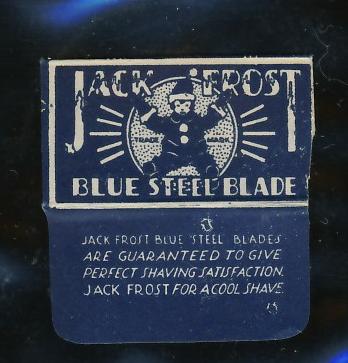 JACK FROST
BLUE STEEL BLADE
JACK FROST BLUE STEEL BLADES
ARE GUARANTEED TO GIVE
PERFECT SHAVING SATISFACTION.
JACK FROST FOR A COOL SHAVE.